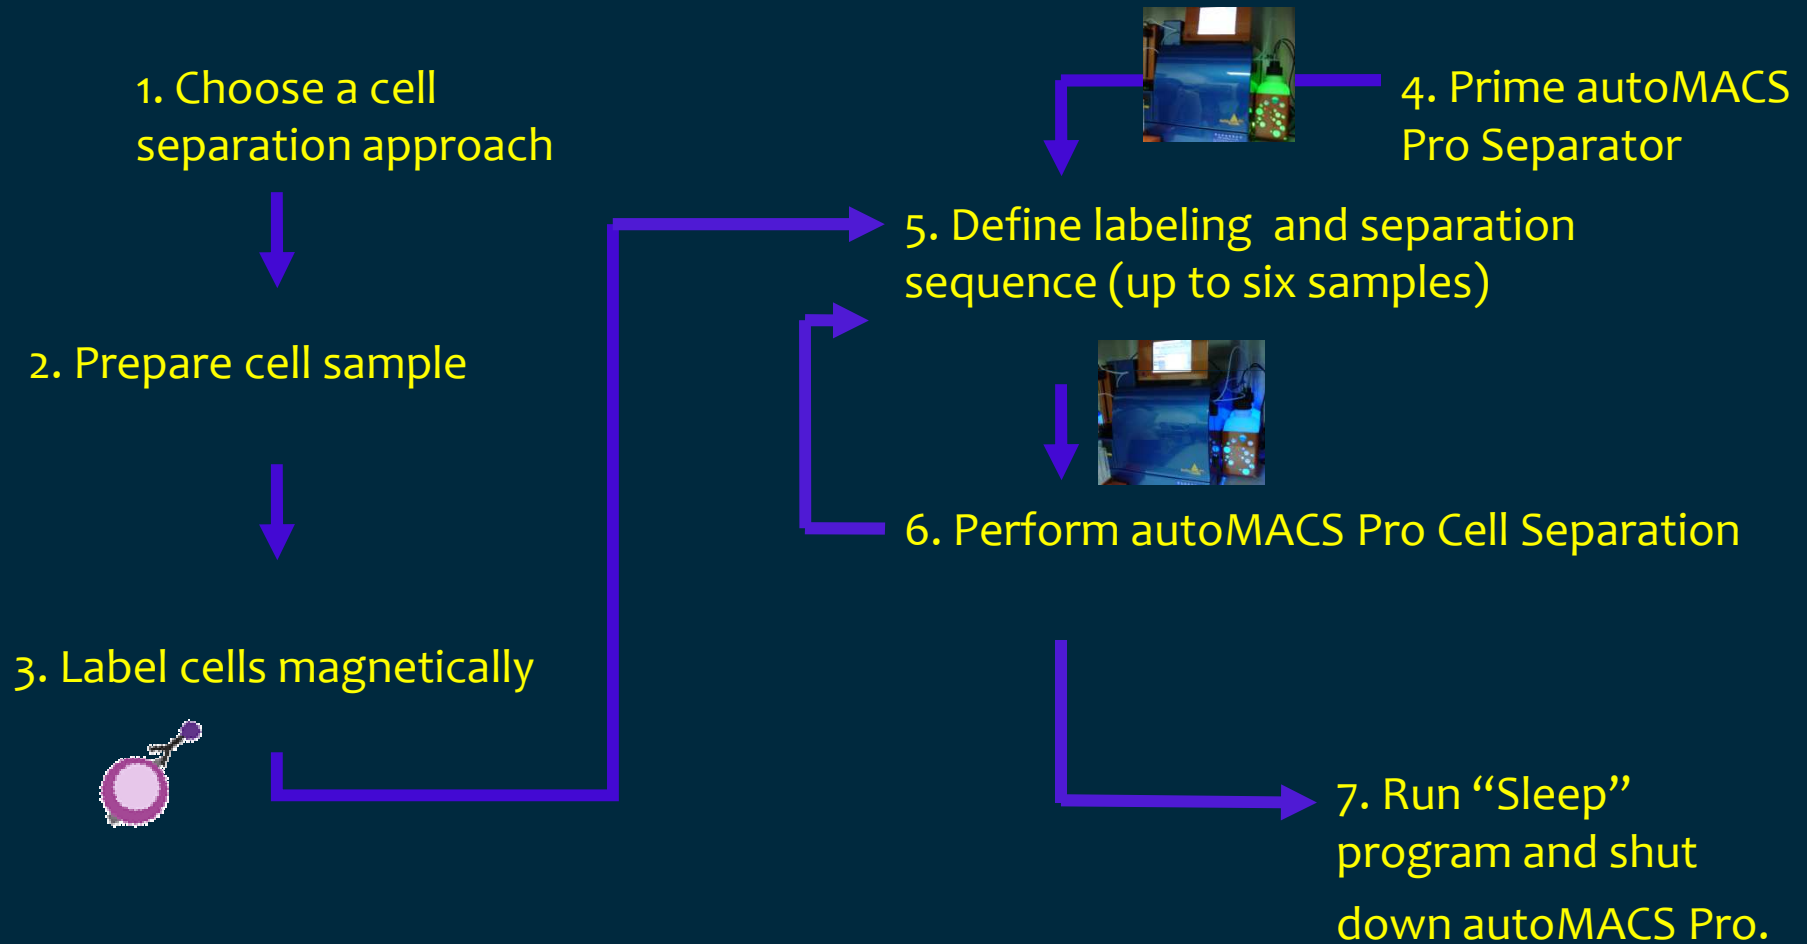 1. Choose a cell
separation approach
2. Prepare cell sample
3. Label cells magnetically
4. Prime autoMACS
Pro Separator
5. Define labeling  and separation
sequence (up to six samples)
6. Perform autoMACS Pro Cell Separation
7. Run “Sleep”
program and shut
down autoMACS Pro.